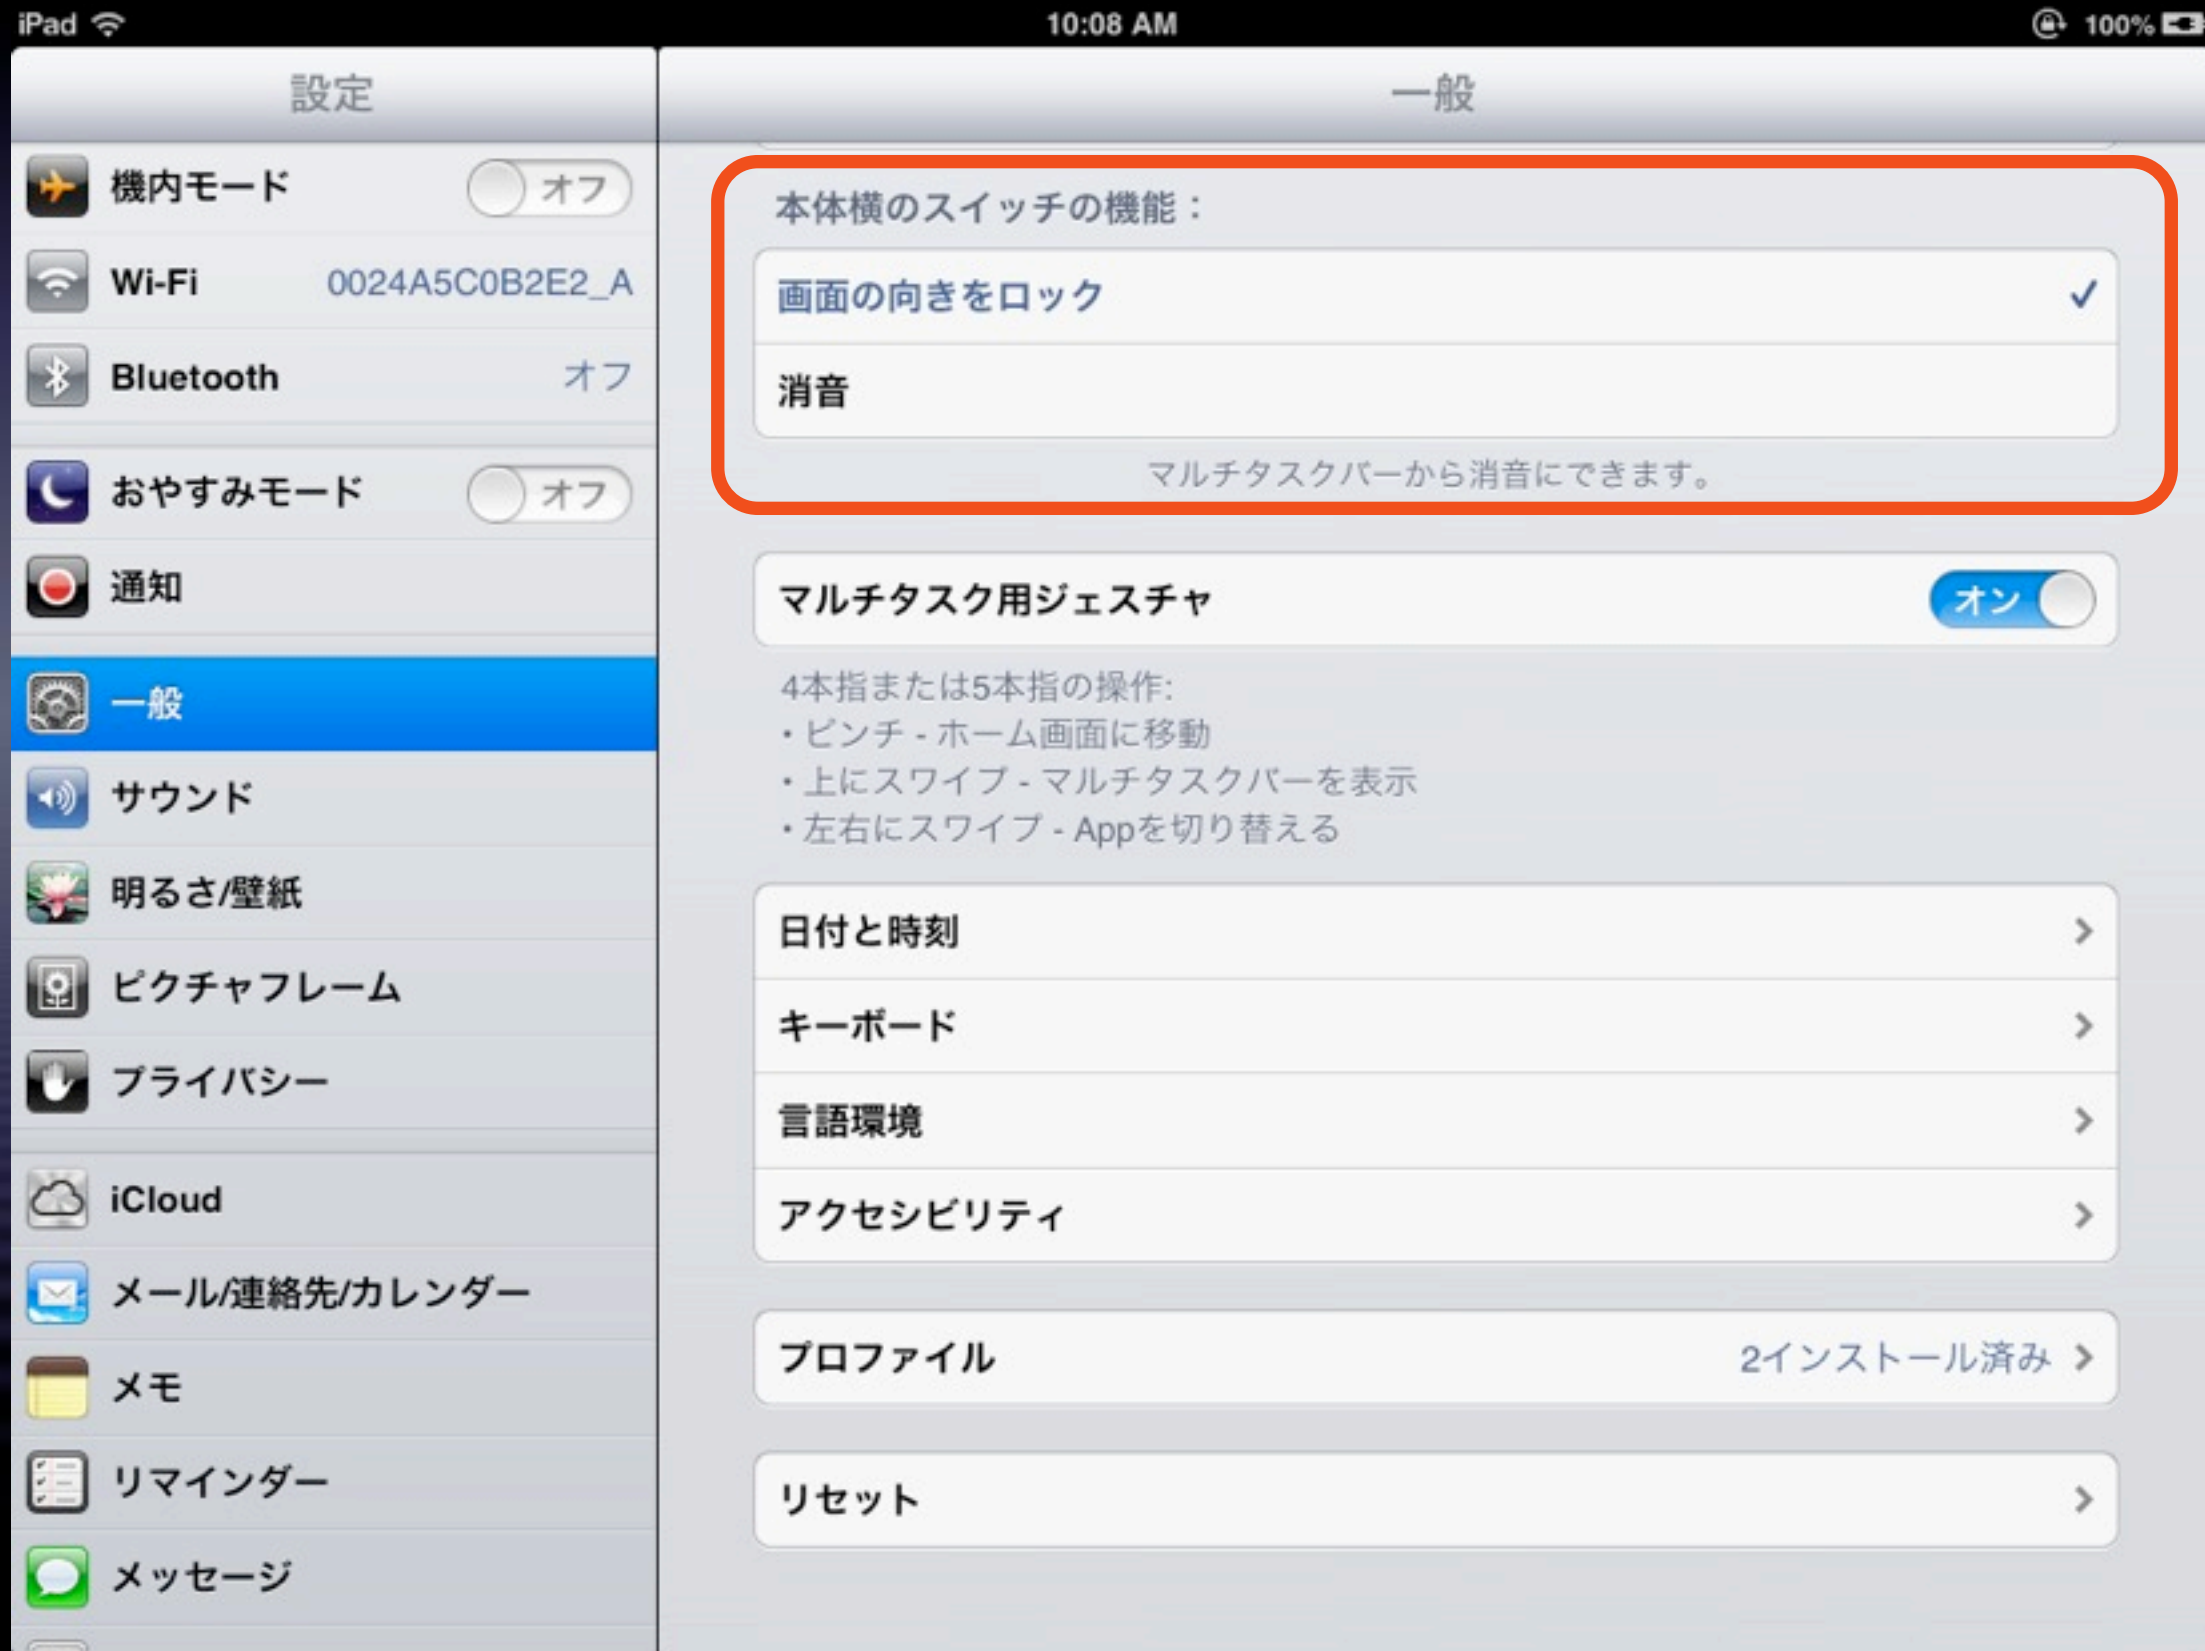 iPad 10:08 AM 100%
設定
一般
機内モード オフ
Wi-Fi 0024A5C0B2E2_A
Bluetooth オフ
おやすみモード オフ
通知
一般
サウンド
明るさ/壁紙
ピクチャフレーム
プライバシー
iCloud
メール/連絡先/カレンダー
メモ
リマインダー
メッセージ
本体横のスイッチの機能：
画面の向きをロック
消音
マルチタスクバーから消音にできます。
マルチタスク用ジェスチャ オン
4本指または5本指の操作:
・ピンチ - ホーム画面に移動
・上にスワイプ - マルチタスクバーを表示
・左右にスワイプ - Appを切り替える
日付と時刻
キーボード
言語環境
アクセシビリティ
プロファイル 2インストール済み
リセット